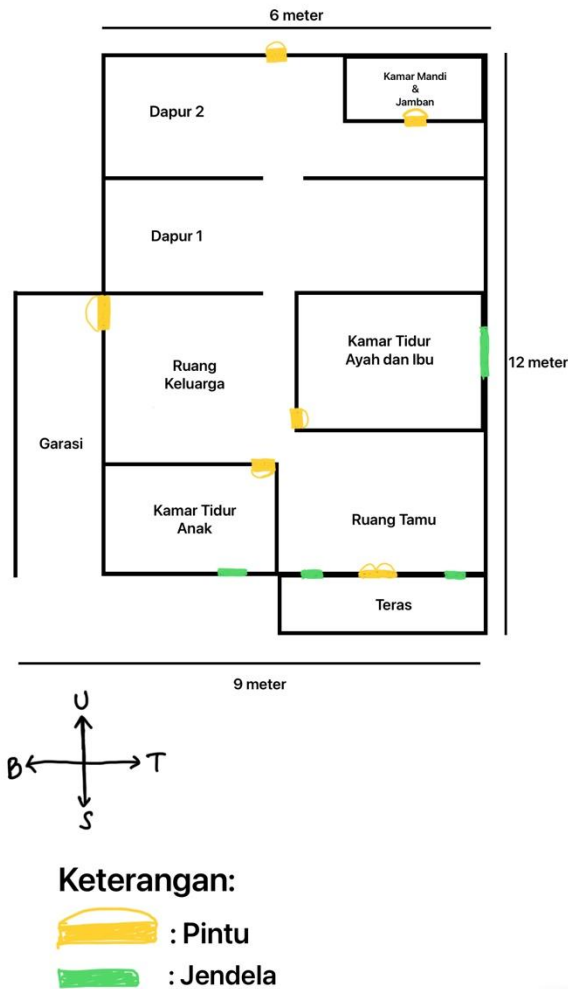 6 meter
Kamar Mandi
&
Jamban
Dapur 2
Dapur 1
Kamar Tidur
Ayah dan Ibu
12 meter
Ruang
Keluarga
Garasi
Kamar Tidur
Anak
Ruang Tamu
Teras
9 meter
U
B
T
S
Keterangan:
: Pintu
: Jendela